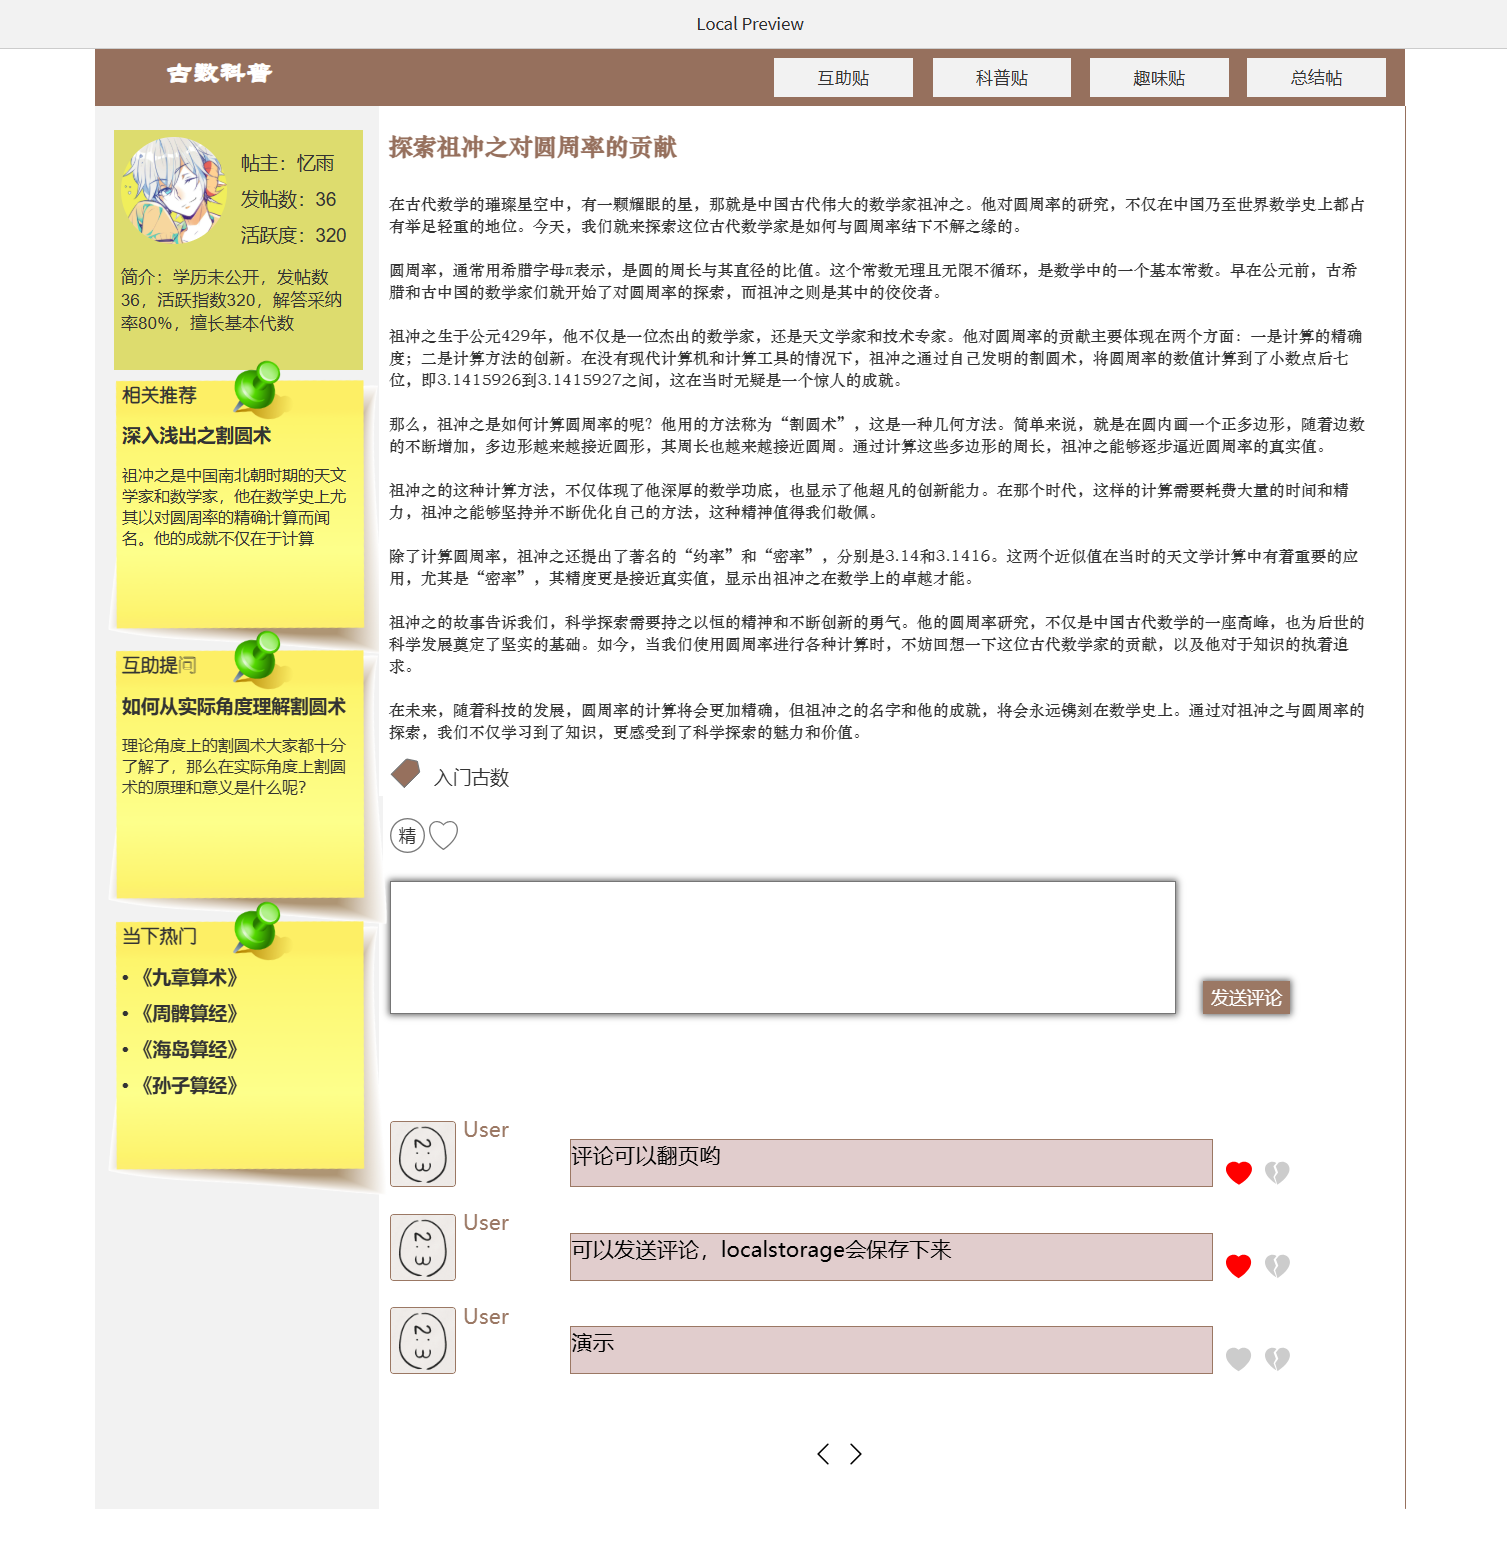 Local Preview
古数科普
互助贴
科普贴
趣味贴
总结帖
帖主：忆雨
发帖数：36
活跃度：320
简介：学历未公开，发帖数
36，活跃指数320，解答采纳
率80%，擅长基本代数
相关推荐
深入浅出之割圆术
祖冲之是中国南北朝时期的天文
学家和数学家，他在数学史上尤
其以对圆周率的精确计算而闻
名。他的成就不仅在于计算
互助提问
如何从实际角度理解割圆术
理论角度上的割圆术大家都十分
了解了，那么在实际角度上割圆
术的原理和意义是什么呢？
当下热门
• 《九章算术》
• 《周髀算经》
• 《海岛算经》
• 《孙子算经》
探索祖冲之对圆周率的贡献
在古代数学的璀璨星空中，有一颗耀眼的星，那就是中国古代伟大的数学家祖冲之。他对圆周率的研究，不仅在中国乃至世界数学史上都占
有举足轻重的地位。今天，我们就来探索这位古代数学家是如何与圆周率结下不解之缘的。
圆周率，通常用希腊字母π表示，是圆的周长与其直径的比值。这个常数无理且无限不循环，是数学中的一个基本常数。早在公元前，古希
腊和古中国的数学家们就开始了对圆周率的探索，而祖冲之则是其中的佼佼者。
祖冲之生于公元429年，他不仅是一位杰出的数学家，还是天文学家和技术专家。他对圆周率的贡献主要体现在两个方面：一是计算的精确
度；二是计算方法的创新。在没有现代计算机和计算工具的情况下，祖冲之通过自己发明的割圆术，将圆周率的数值计算到了小数点后七
位，即3.1415926到3.1415927之间，这在当时无疑是一个惊人的成就。
那么，祖冲之是如何计算圆周率的呢？他用的方法称为“割圆术”，这是一种几何方法。简单来说，就是在圆内画一个正多边形，随着边数
的不断增加，多边形越来越接近圆形，其周长也越来越接近圆周。通过计算这些多边形的周长，祖冲之能够逐步逼近圆周率的真实值。
祖冲之的这种计算方法，不仅体现了他深厚的数学功底，也显示了他超凡的创新能力。在那个时代，这样的计算需要耗费大量的时间和精
力，祖冲之能够坚持并不断优化自己的方法，这种精神值得我们敬佩。
除了计算圆周率，祖冲之还提出了著名的“约率”和“密率”，分别是3.14和3.1416。这两个近似值在当时的天文学计算中有着重要的应
用，尤其是“密率”，其精度更是接近真实值，显示出祖冲之在数学上的卓越才能。
祖冲之的故事告诉我们，科学探索需要持之以恒的精神和不断创新的勇气。他的圆周率研究，不仅是中国古代数学的一座高峰，也为后世的
科学发展奠定了坚实的基础。如今，当我们使用圆周率进行各种计算时，不妨回想一下这位古代数学家的贡献，以及他对于知识的执着追
求。
在未来，随着科技的发展，圆周率的计算将会更加精确，但祖冲之的名字和他的成就，将会永远镌刻在数学史上。通过对祖冲之与圆周率的
探索，我们不仅学习到了知识，更感受到了科学探索的魅力和价值。
入门古数
精
发送评论
User
评论可以翻页哟
User
可以发送评论，localstorage会保存下来
User
演示